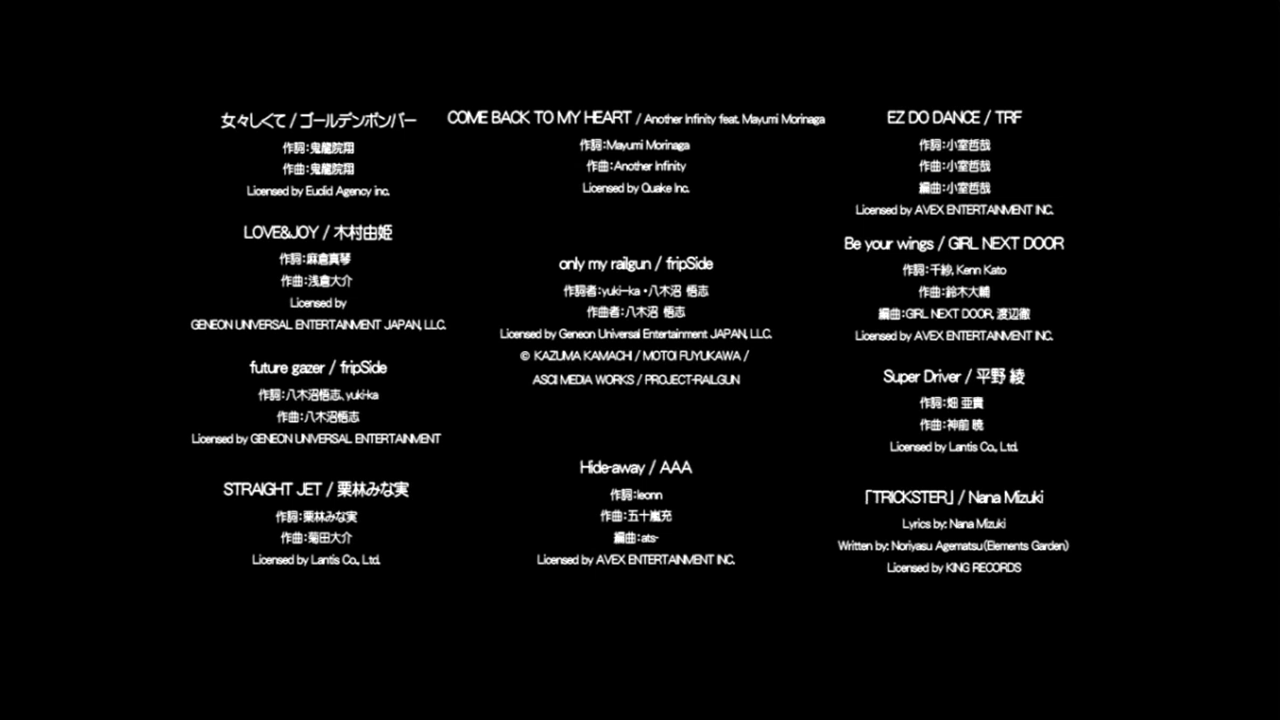 女々しくて / ゴールデンボンバー
作詞：鬼龍院翔
作曲：鬼龍院翔
Licensed by Euclid Agency inc.
LOVE&JOY / 木村由姫
作詞：麻倉真琴
作曲：浅倉大介
Licensed by
GENEON UNIVERSAL ENTERTAINMENT JAPAN, LLC.
future gazer / fripSide
作詞：八木沼悟志、yuki-ka
作曲：八木沼悟志
Licensed by GENEON UNIVERSAL ENTERTAINMENT
STRAIGHT JET / 栗林みな実
作詞：栗林みな実
作曲：菊田大介
Licensed by Lantis Co., Ltd.
COME BACK TO MY HEART / Another Infinity feat. Mayumi Morinaga
作詞：Mayumi Morinaga
作曲：Another Infinity
Licensed by Quake Inc.
only my railgun / fripSide
作詞者：yuki-ka・八木沼 悟志
作曲者：八木沼 悟志
Licensed by Geneon Universal Entertainment JAPAN, LLC.
© KAZUMA KAMACHI / MOTOI FUYUKAWA /
ASCII MEDIA WORKS / PROJECT-RAILGUN
Hide-away / AAA
作詞：leonn
作曲：五十嵐充
編曲：ats-
Licensed by AVEX ENTERTAINMENT INC.
EZ DO DANCE / TRF
作詞：小室哲哉
作曲：小室哲哉
編曲：小室哲哉
Licensed by AVEX ENTERTAINMENT INC.
Be your wings / GIRL NEXT DOOR
作詞：千紗, Kenn Kato
作曲：鈴木大輔
編曲：GIRL NEXT DOOR, 渡辺徹
Licensed by AVEX ENTERTAINMENT INC.
Super Driver / 平野 綾
作詞：畑 亜貴
作曲：神前 暁
Licensed by Lantis Co., Ltd.
「TRICKSTER」 / Nana Mizuki
Lyrics by: Nana Mizuki
Written by: Noriyasu Agematsu(Elements Garden)
Licensed by KING RECORDS